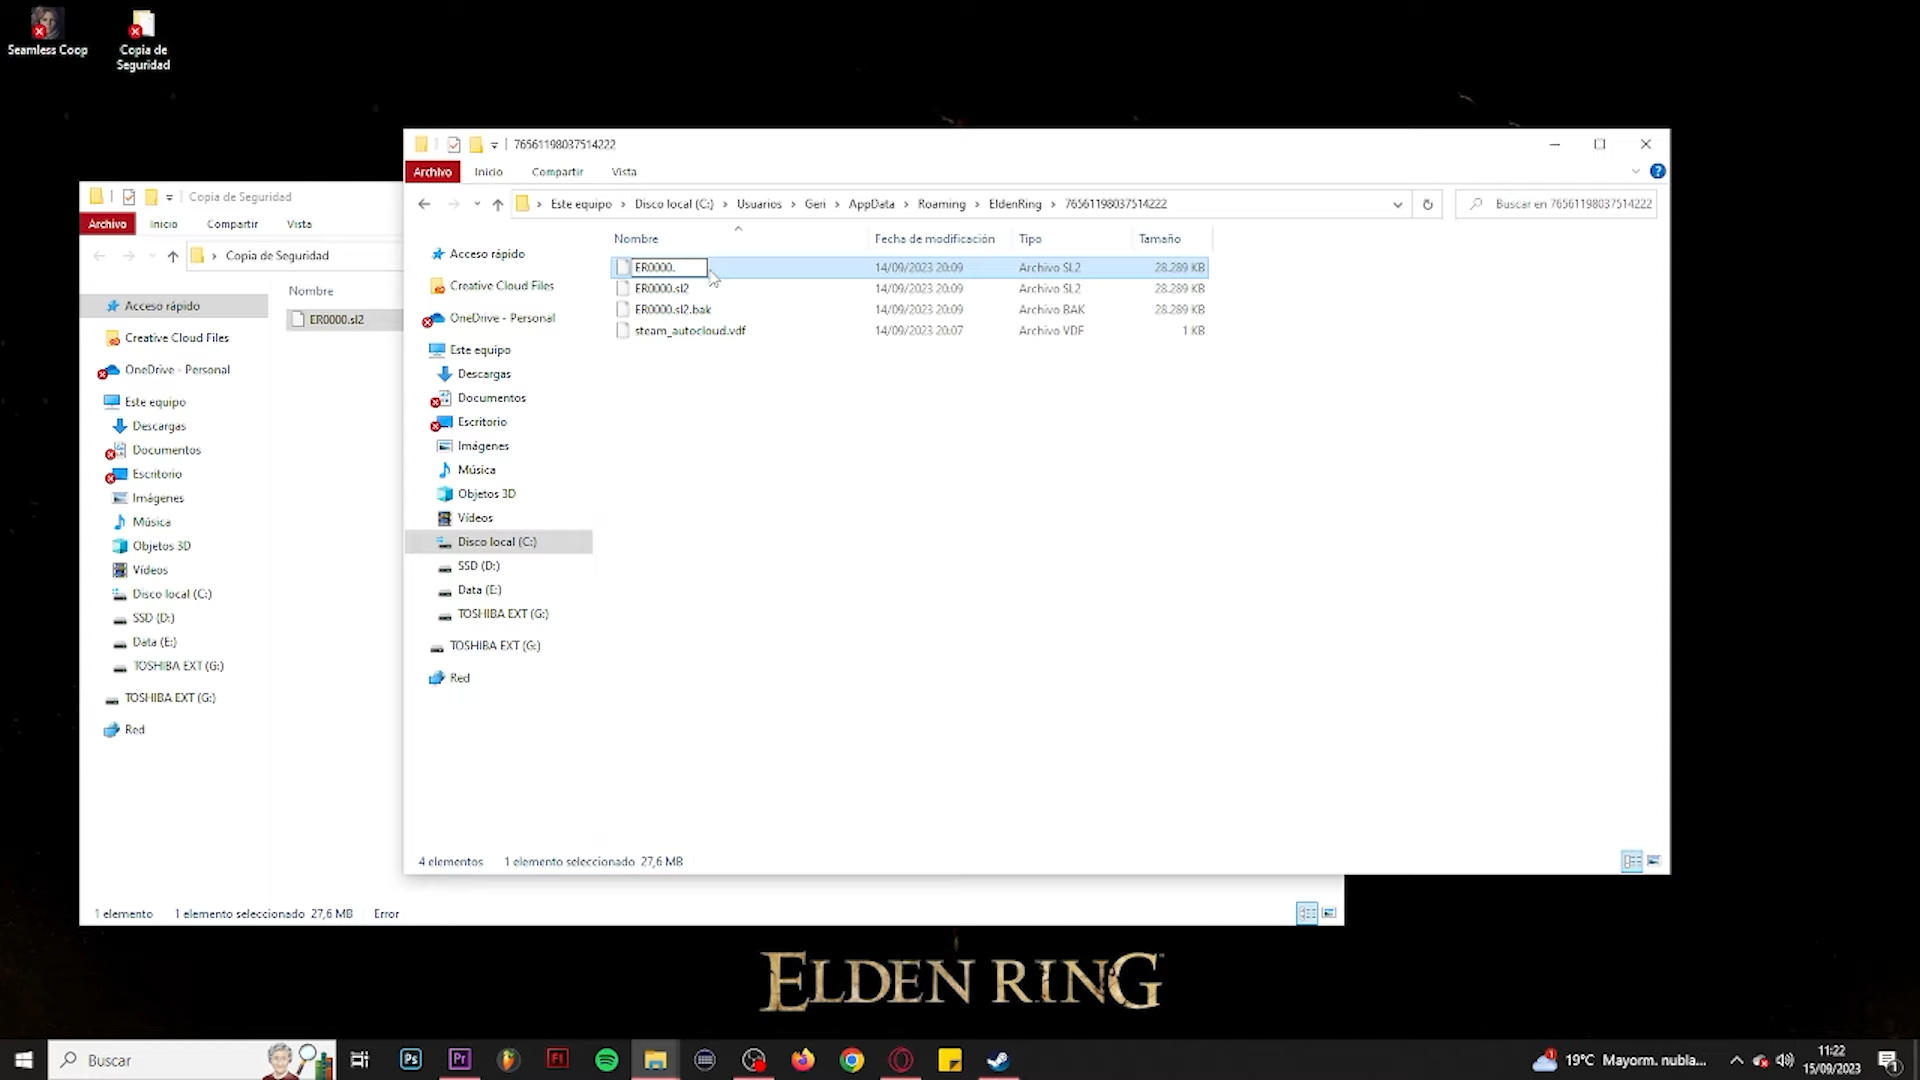 Seamless Coop
Copia de
Seguridad
76561198037514222
Archivo
Inicio
Compartir
Vista
Este equipo > Disco local (C:) > Usuarios > Geri > AppData > Roaming > EldenRing > 76561198037514222
Buscar en 76561198037514222
Nombre
Fecha de modificación
Tipo
Tamaño
ER0000.
14/09/2023 20:09
Archivo SL2
28.289 KB
ER0000.sl2
14/09/2023 20:09
Archivo SL2
28.289 KB
ER0000.sl2.bak
14/09/2023 20:09
Archivo BAK
28.289 KB
steam_autocloud.vdf
14/09/2023 20:07
Archivo VDF
1 KB
Acceso rápido
Creative Cloud Files
OneDrive - Personal
Este equipo
Descargas
Documentos
Escritorio
Imágenes
Música
Objetos 3D
Vídeos
Disco local (C:)
SSD (D:)
Data (E:)
TOSHIBA EXT (G:)
TOSHIBA EXT (G:)
Red
4 elementos
1 elemento seleccionado 27,6 MB
Copia de Seguridad
Archivo
Inicio
Compartir
Vista
> Copia de Seguridad
Nombre
ER0000.sl2
Acceso rápido
Creative Cloud Files
OneDrive - Personal
Este equipo
Descargas
Documentos
Escritorio
Imágenes
Música
Objetos 3D
Vídeos
Disco local (C:)
SSD (D:)
Data (E:)
TOSHIBA EXT (G:)
TOSHIBA EXT (G:)
Red
1 elemento
1 elemento seleccionado 27,6 MB
Error
ELDEN RING
Buscar
Ps
Pr
Fl
19°C Mayorm. nubla...
11:22
15/09/2023